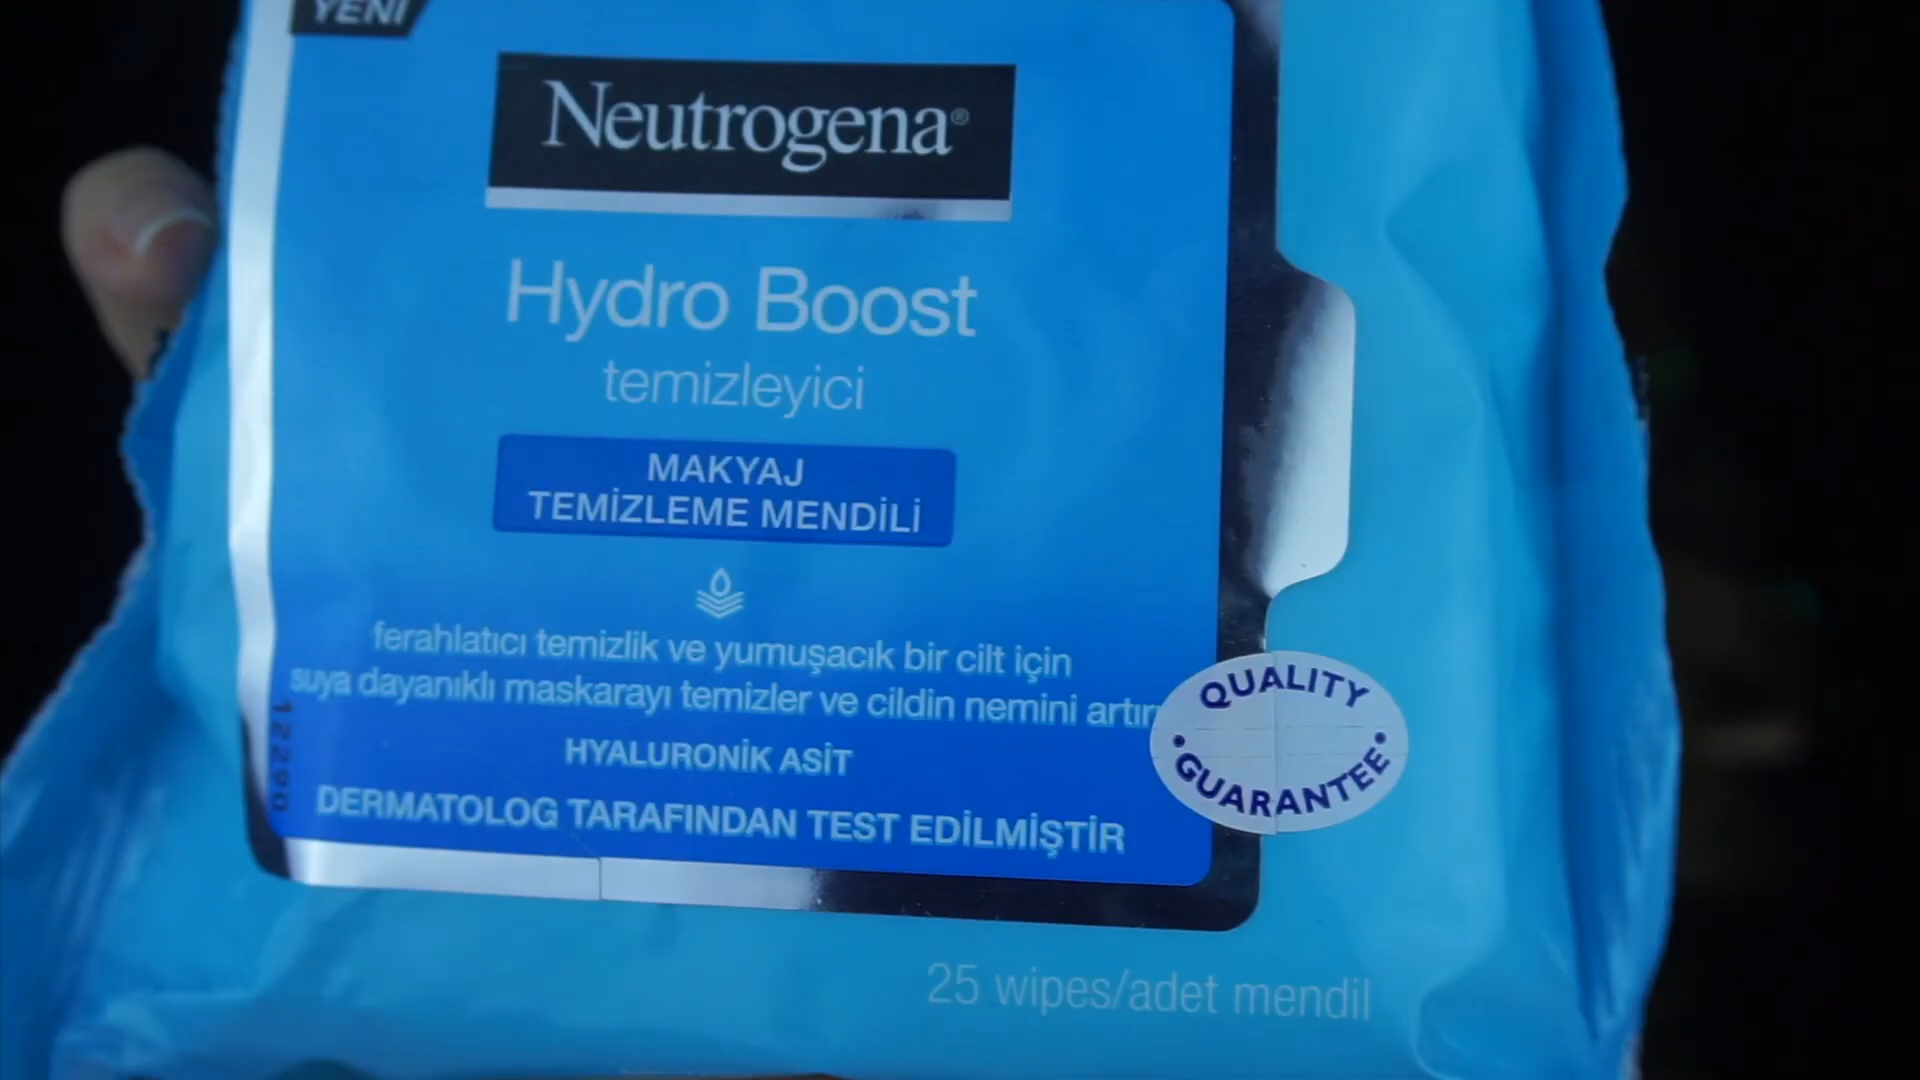 YENİ
Neutrogena®
Hydro Boost
temizleyici
MAKYAJ
TEMİZLEME MENDİLİ
ferahlatıcı temizlik ve yumuşacık bir cilt için
suya dayanıklı maskarayı temizler ve cildin nemini artırır
HYALURONİK ASİT
DERMATOLOG TARAFINDAN TEST EDİLMİŞTİR
12290
QUALITY
• GUARANTEE •
25 wipes/adet mendil